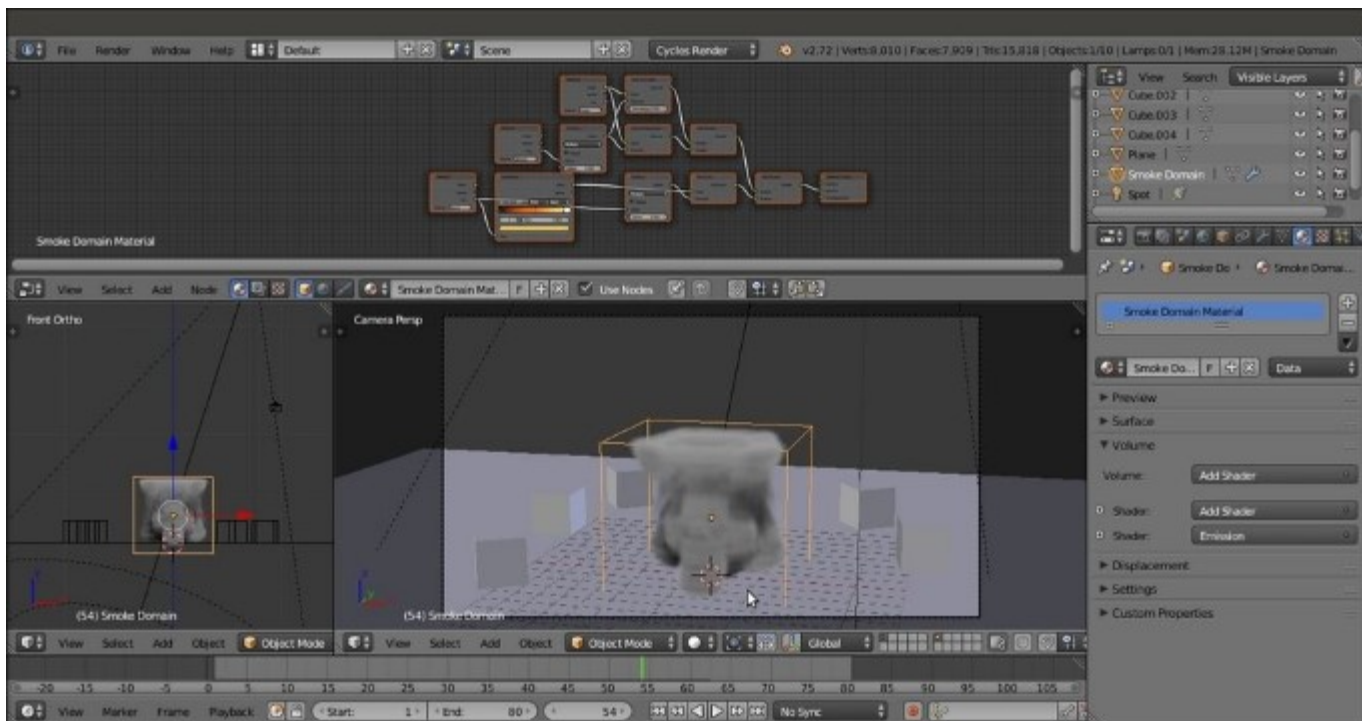 File Render Window Help Default Scene Cycles Render v2.72 | Verts:8,010 | Faces:7,909 | Tris:15,818 | Objects:1/10 | Lamps:0/1 | Mem:28.12M | Smoke Domain
View Search Visible Layers
Cube.002
Cube.003
Cube.004
Plane
Smoke Domain
Spot
Smoke Domain Material
View Select Add Node Smoke Domain Mat... F Use Nodes
Smoke Do Smoke Domai...
Smoke Domain Material
Smoke Do... F Data
Preview
Surface
Volume
Volume: Add Shader
Shader: Add Shader
Shader: Emission
Displacement
Settings
Custom Properties
Front Ortho
(54) Smoke Domain
Camera Persp
(54) Smoke Domain
View Select Add Object Object Mode
View Select Add Object Object Mode Global
-20 -15 -10 -5 0 5 10 15 20 25 30 35 40 45 50 55 60 65 70 75 80 85 90 95 100 105
View Marker Frame Playback Start: 1 End: 80 54 No Sync